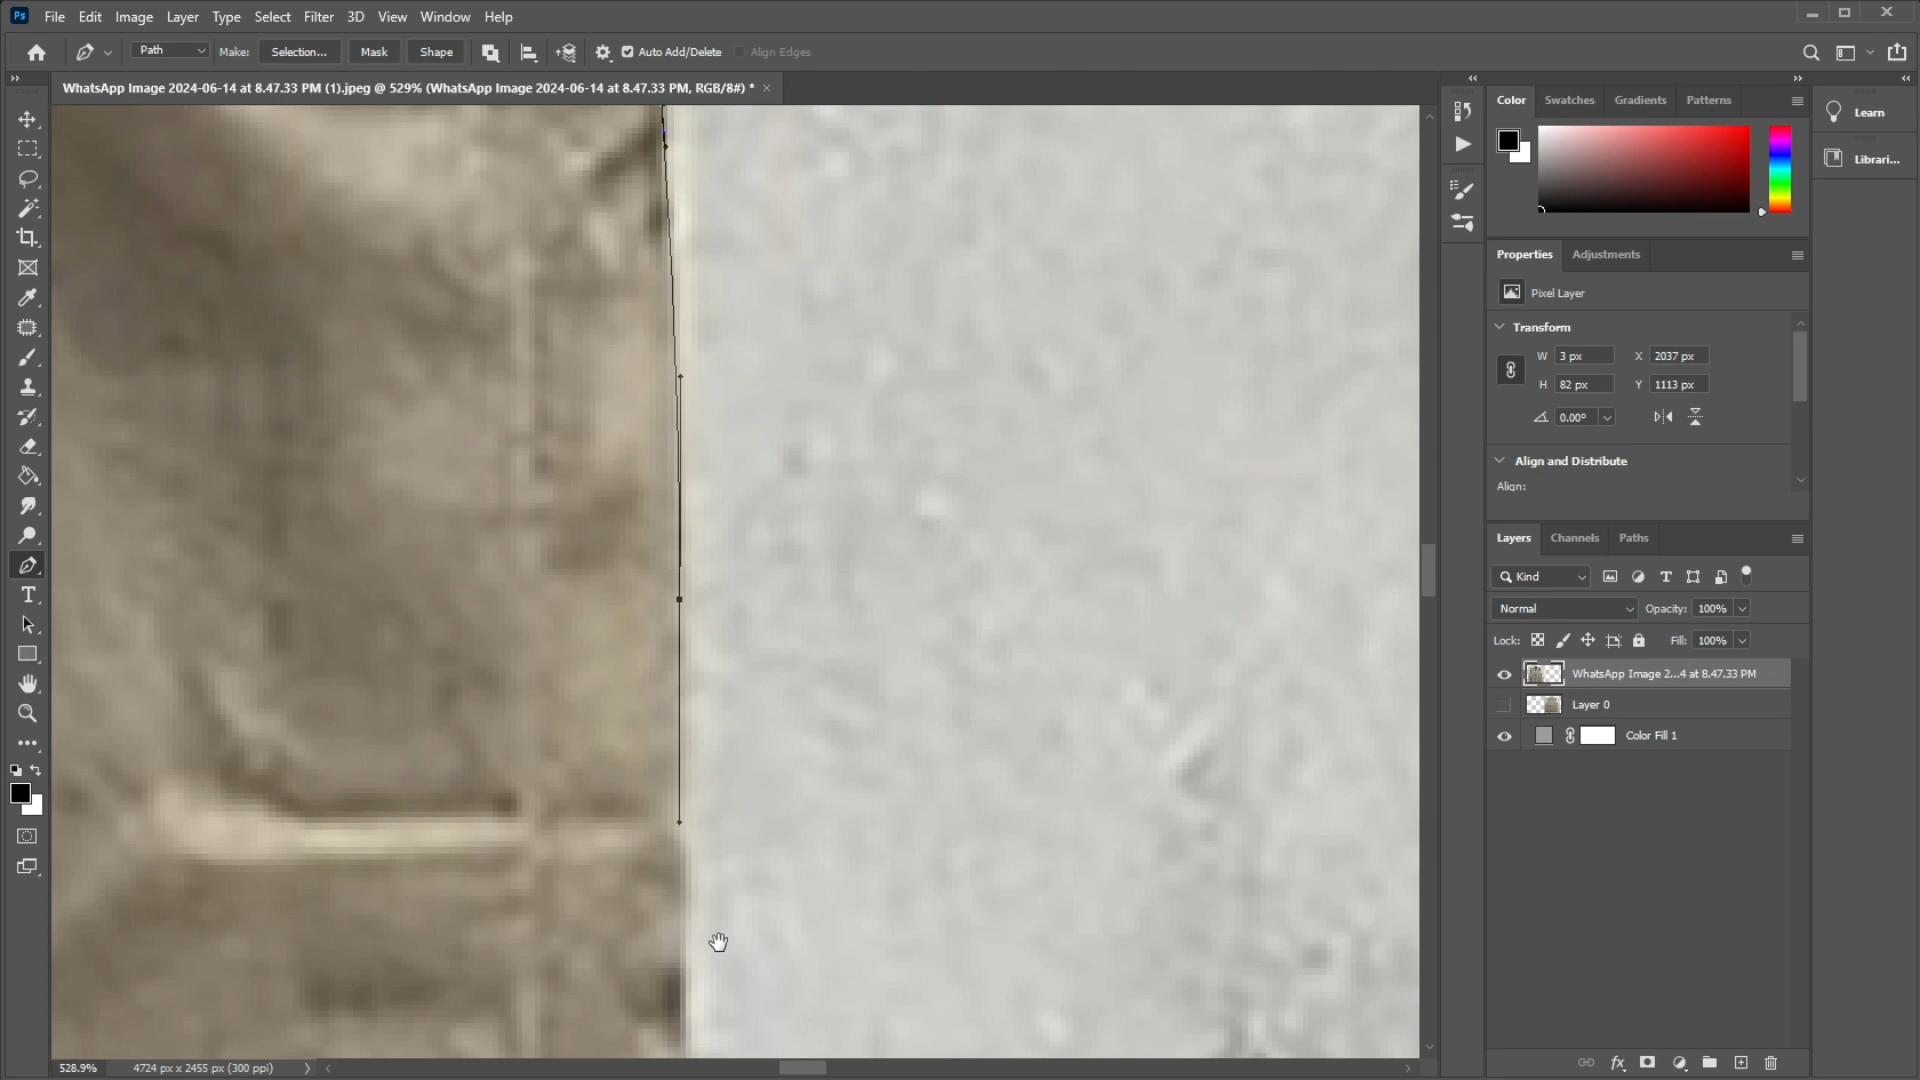 Ps File Edit Image Layer Type Select Filter 3D View Window Help
Path Make: Selection... Mask Shape Auto Add/Delete Align Edges
WhatsApp Image 2024-06-14 at 8.47.33 PM (1).jpeg @ 529% (WhatsApp Image 2024-06-14 at 8.47.33 PM, RGB/8#) *
Color Swatches Gradients Patterns
Learn
Librari...
Properties Adjustments
Pixel Layer
Transform
W 3 px X 2037 px
H 82 px Y 1113 px
0.00°
Align and Distribute
Align:
Layers Channels Paths
Kind
Normal Opacity: 100%
Lock: Fill: 100%
WhatsApp Image 2...4 at 8.47.33 PM
Layer 0
Color Fill 1
fx
528.9% 4724 px x 2455 px (300 ppi)